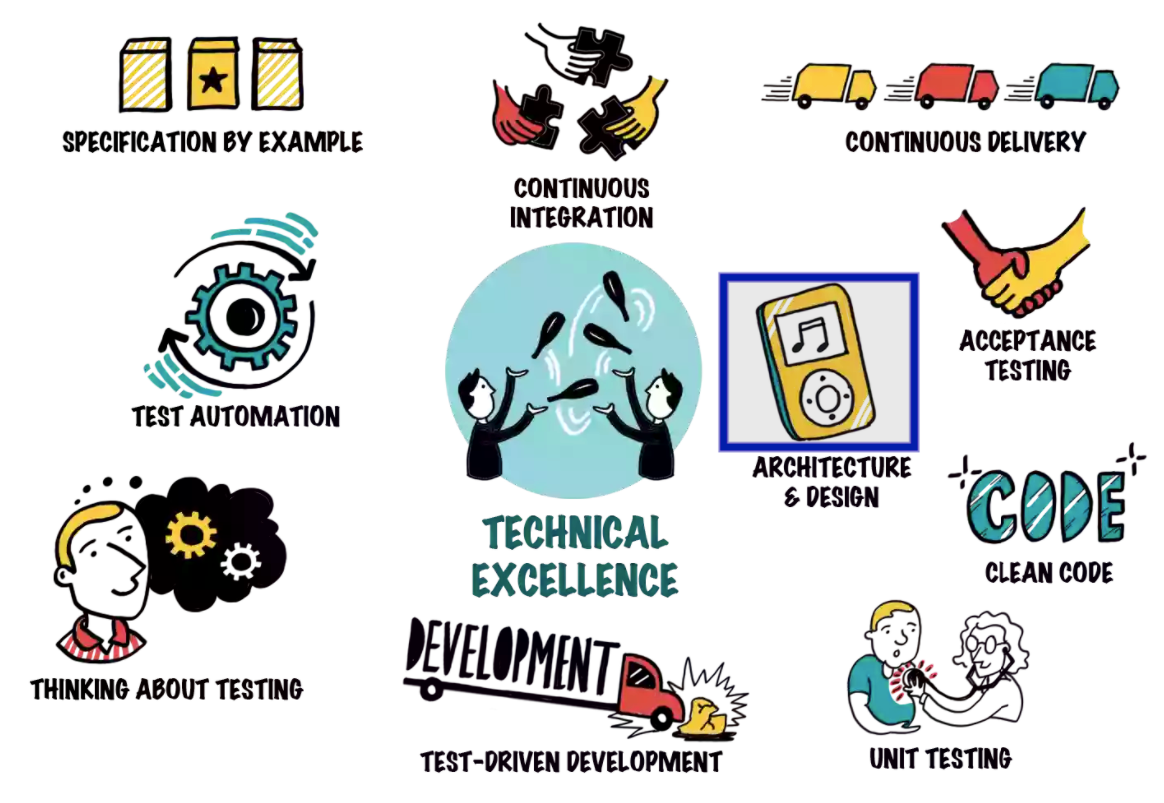 SPECIFICATION BY EXAMPLE
CONTINUOUS
INTEGRATION
CONTINUOUS DELIVERY
TEST AUTOMATION
ACCEPTANCE
TESTING
ARCHITECTURE
& DESIGN
TECHNICAL
EXCELLENCE
CODE
CLEAN CODE
THINKING ABOUT TESTING
DEVELOPMENT
TEST-DRIVEN DEVELOPMENT
UNIT TESTING